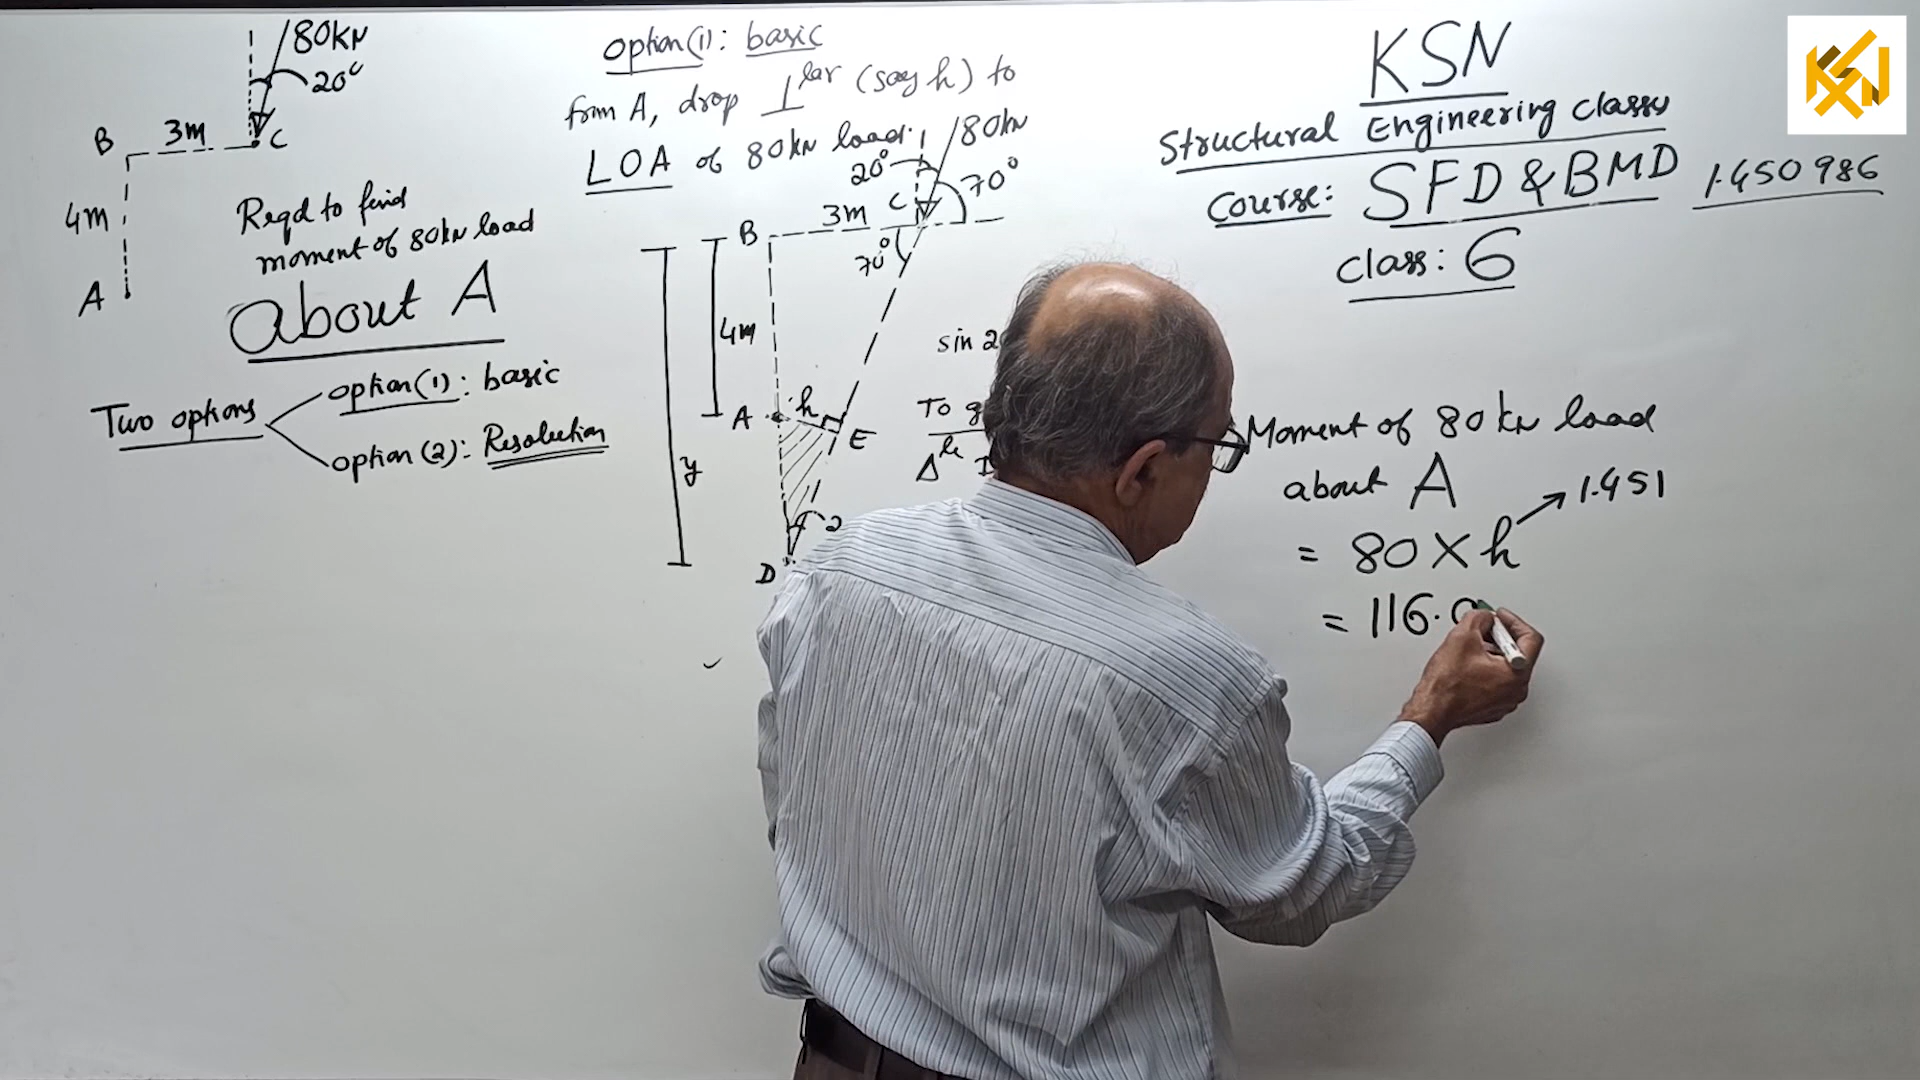 80KN
20°
B 3m C
4m
A
Reqd to find
moment of 80kN load
about A
Two options
option(1): basic
option(2): Resolution
option(1): basic
from A, drop ⊥lar (say h) to
LOA of 80kN load.
80kN
20°
70°
B 3m C
70°
4m
A h E
y
D
sin 2
To g
Δle
KSN
Structural Engineering classes
Course: SFD & BMD 1.450986
class: 6
Moment of 80kN load
about A
= 80 X h → 1.451
= 116.0
KSN